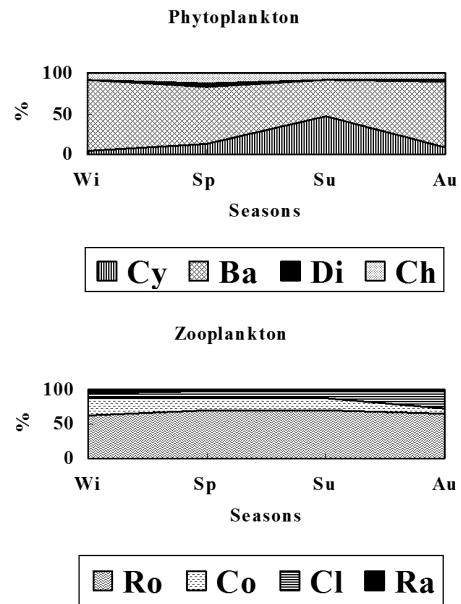 Phytoplankton
100
50
0
%
Wi Sp Su Au
Seasons
Cy Ba Di Ch
Zooplankton
100
50
0
%
Wi Sp Su Au
Seasons
Ro Co Cl Ra